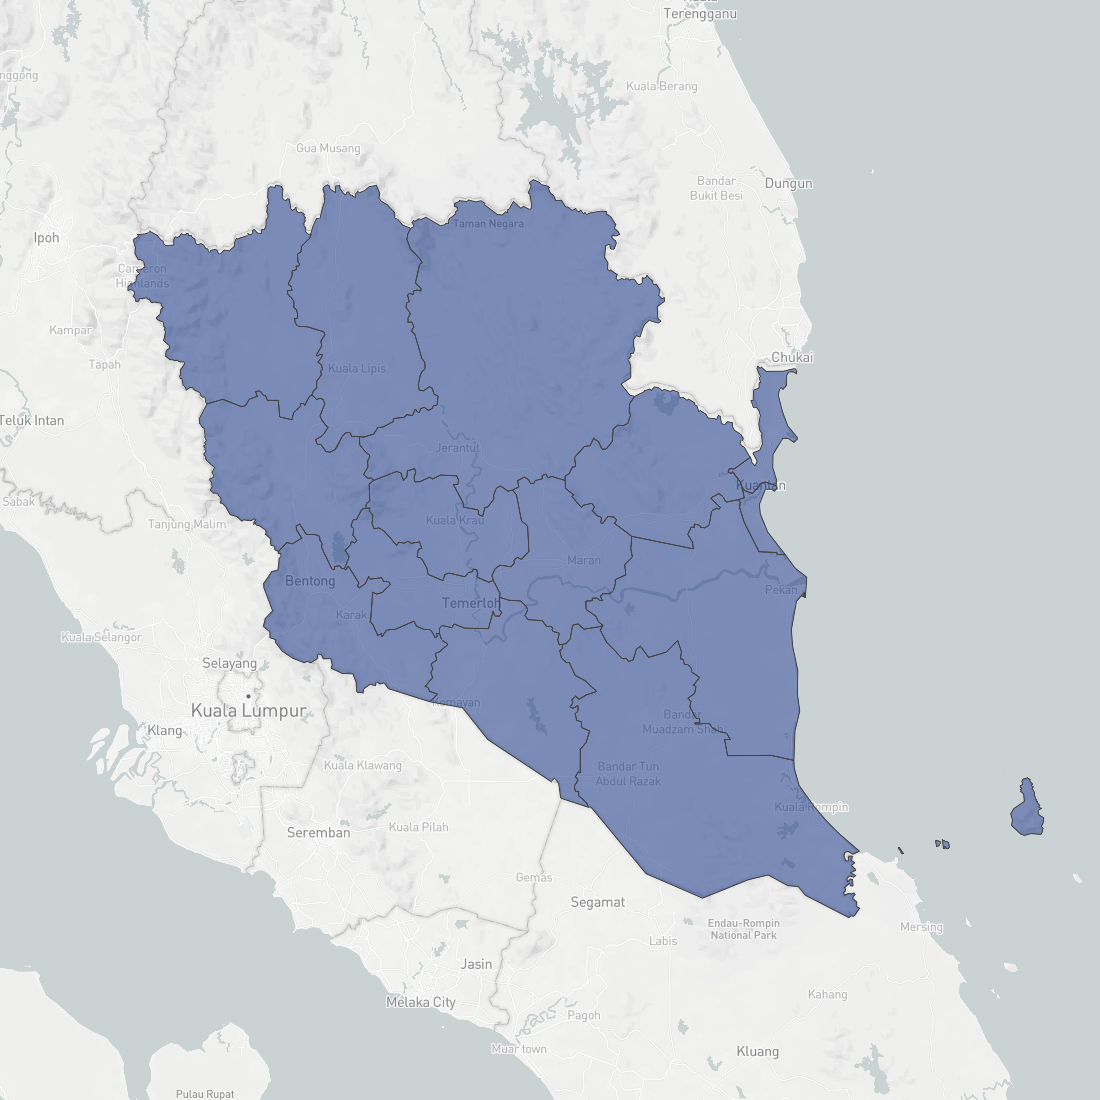 Terengganu
nggong
Kuala Berang
Gua Musang
Bandar
Bukit Besi
Dungun
Taman Negara
Ipoh
Cameron
Highlands
Kampar
Chukai
Tapah
Kuala Lipis
Teluk Intan
Jerantut
Kuantan
Sabak
Tanjung Malim
Kuala Krau
Maran
Bentong
Pekan
Temerloh
Karak
Kuala Selangor
Selayang
Kemayan
Kuala Lumpur
Bandar
Muadzam Shah
Klang
Kuala Klawang
Bandar Tun
Abdul Razak
Kuala Rompin
Seremban
Kuala Pilah
Gemas
Segamat
Endau-Rompin
National Park
Mersing
Labis
Jasin
Kahang
Melaka City
Pagoh
Muar town
Kluang
Pulau Rupat